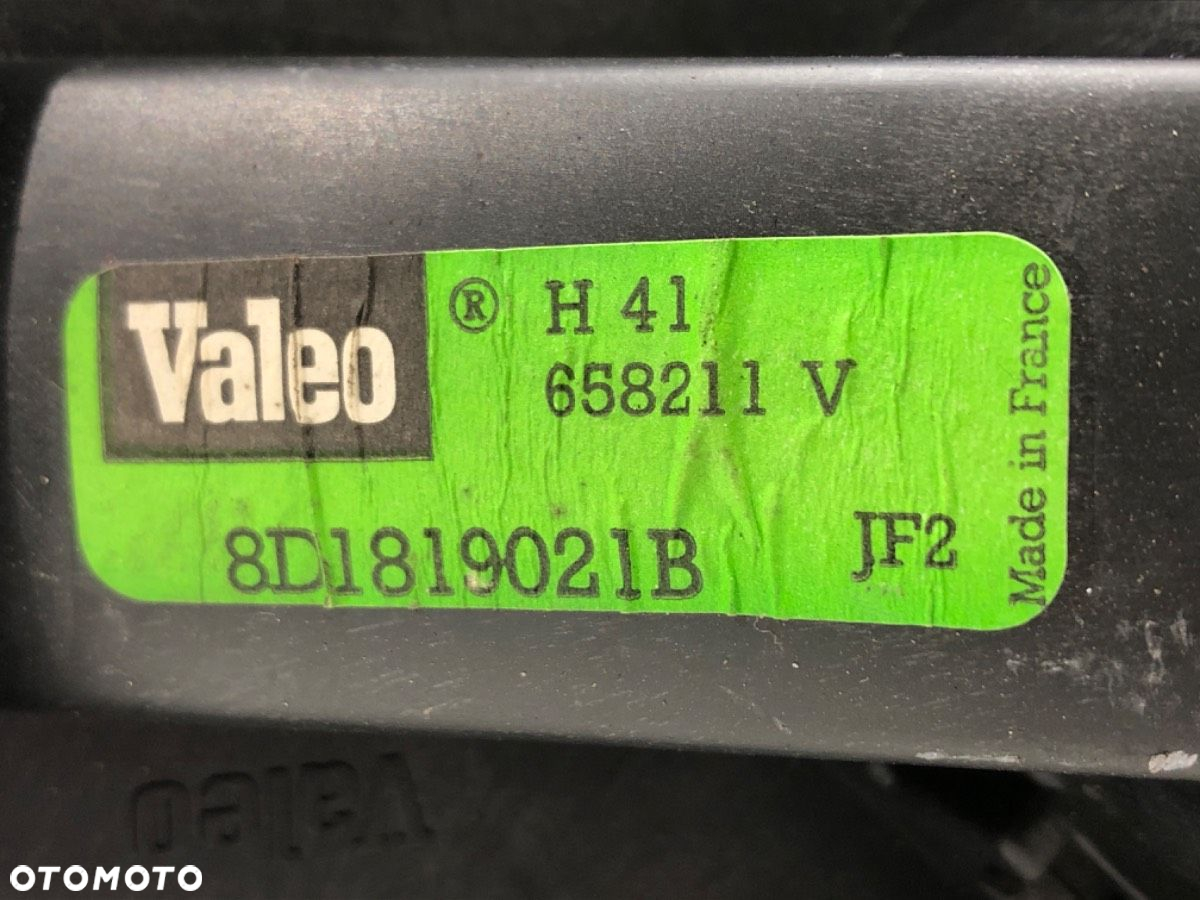 Valeo ® H 41
658211 V
8D1819021B JF2
Made in France
Valeo
OTOMOTO